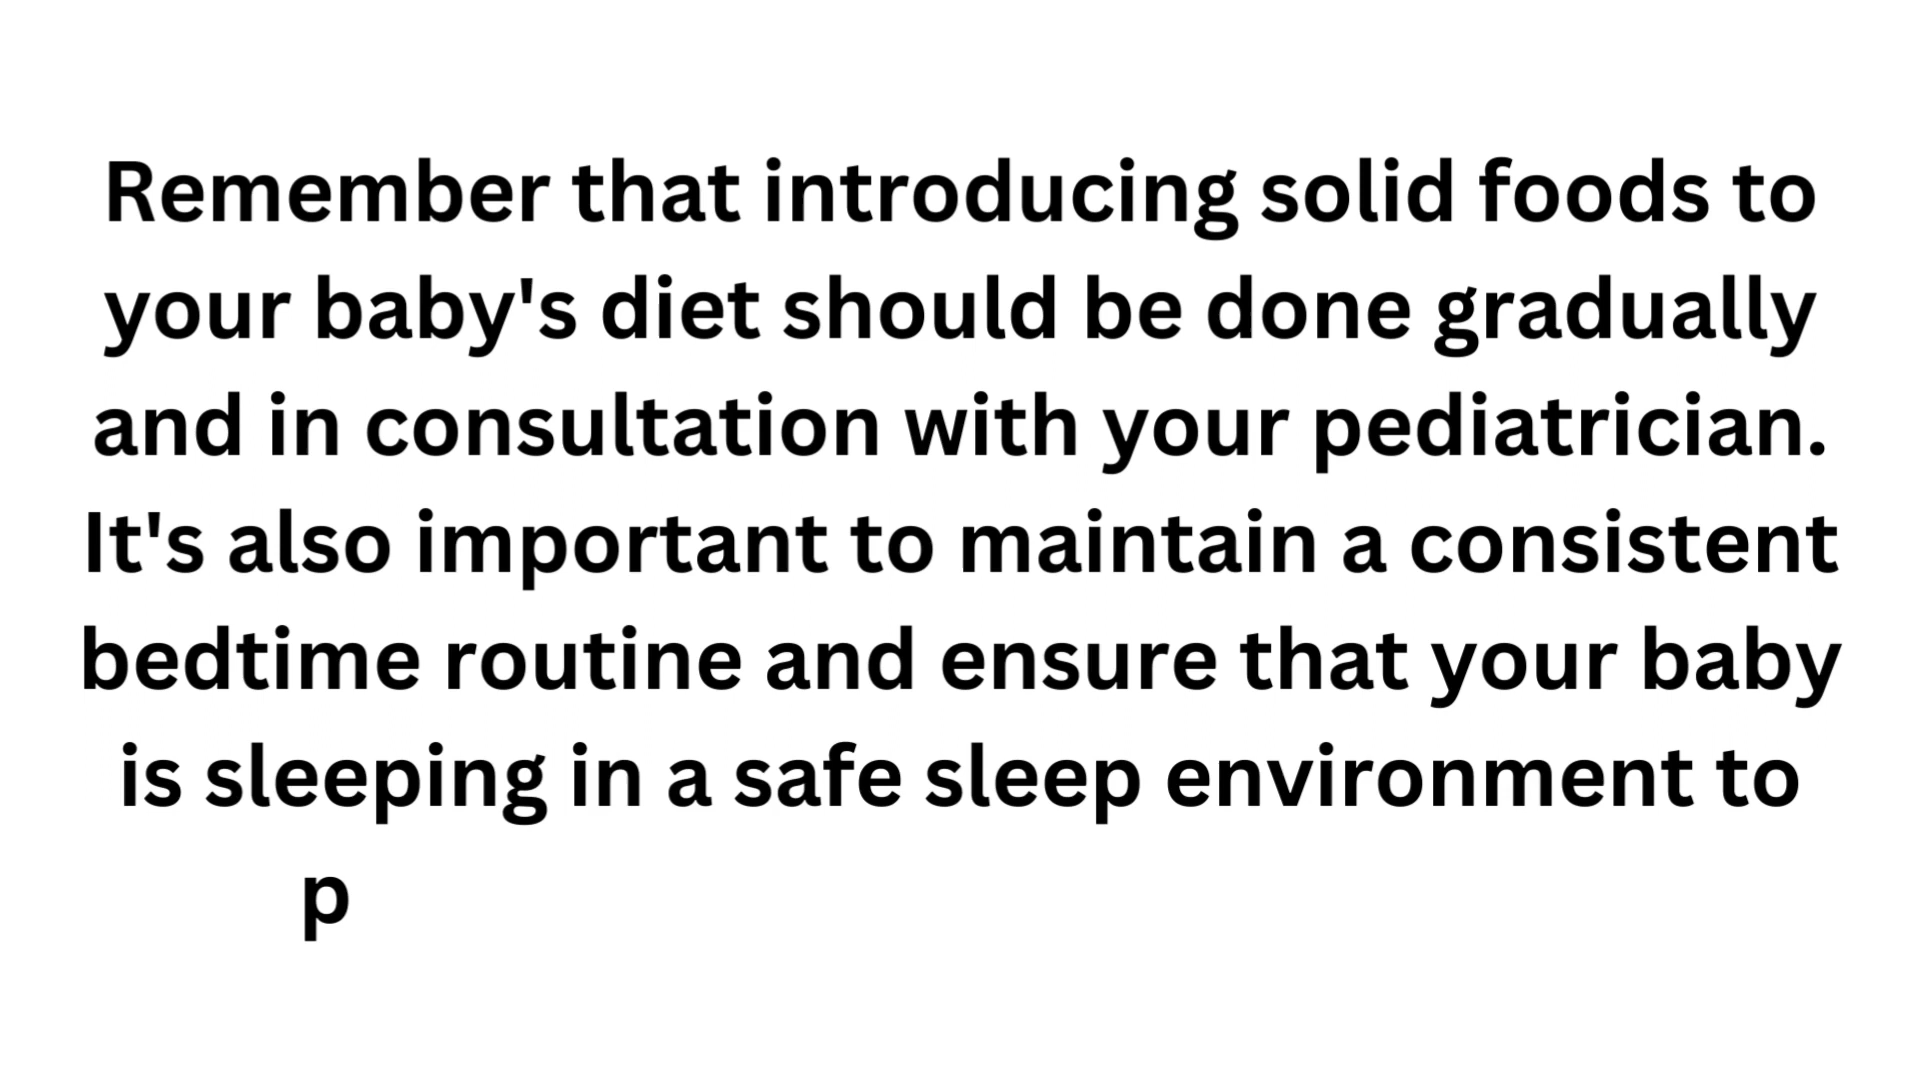 Remember that introducing solid foods to
your baby's diet should be done gradually
and in consultation with your pediatrician.
It's also important to maintain a consistent
bedtime routine and ensure that your baby
is sleeping in a safe sleep environment to
p